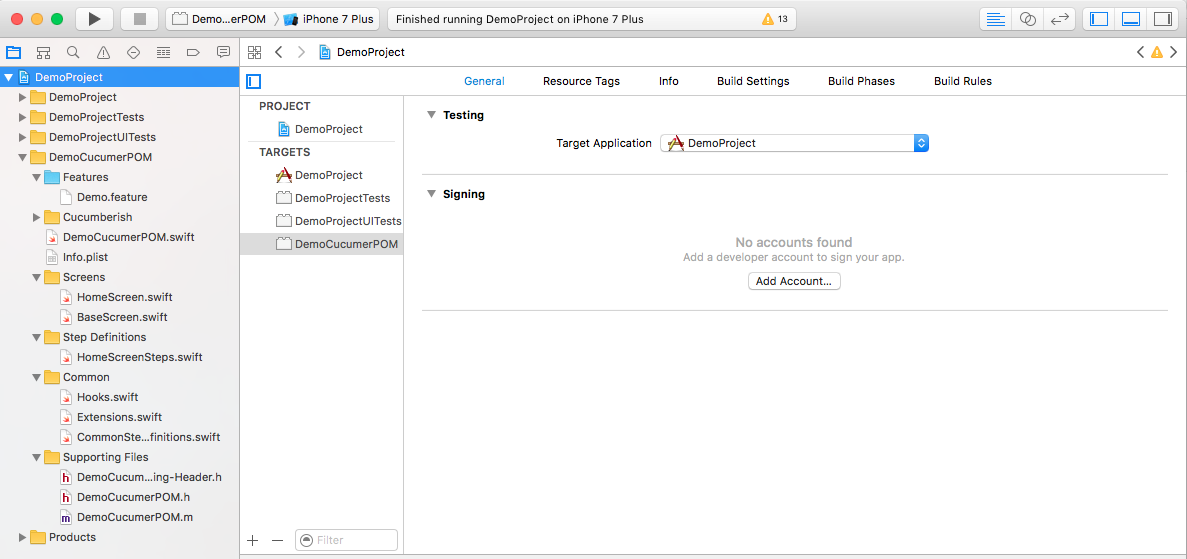 Demo...erPOM iPhone 7 Plus Finished running DemoProject on iPhone 7 Plus 13
DemoProject
General Resource Tags Info Build Settings Build Phases Build Rules
DemoProject
DemoProject
DemoProjectTests
DemoProjectUITests
DemoCucumerPOM
Features
Demo.feature
Cucumberish
DemoCucumerPOM.swift
Info.plist
Screens
HomeScreen.swift
BaseScreen.swift
Step Definitions
HomeScreenSteps.swift
Common
Hooks.swift
Extensions.swift
CommonSte...finitions.swift
Supporting Files
h DemoCucum...ing-Header.h
h DemoCucumerPOM.h
m DemoCucumerPOM.m
Products
PROJECT
DemoProject
TARGETS
DemoProject
DemoProjectTests
DemoProjectUITests
DemoCucumerPOM
Filter
Testing
Target Application DemoProject
Signing
No accounts found
Add a developer account to sign your app.
Add Account...